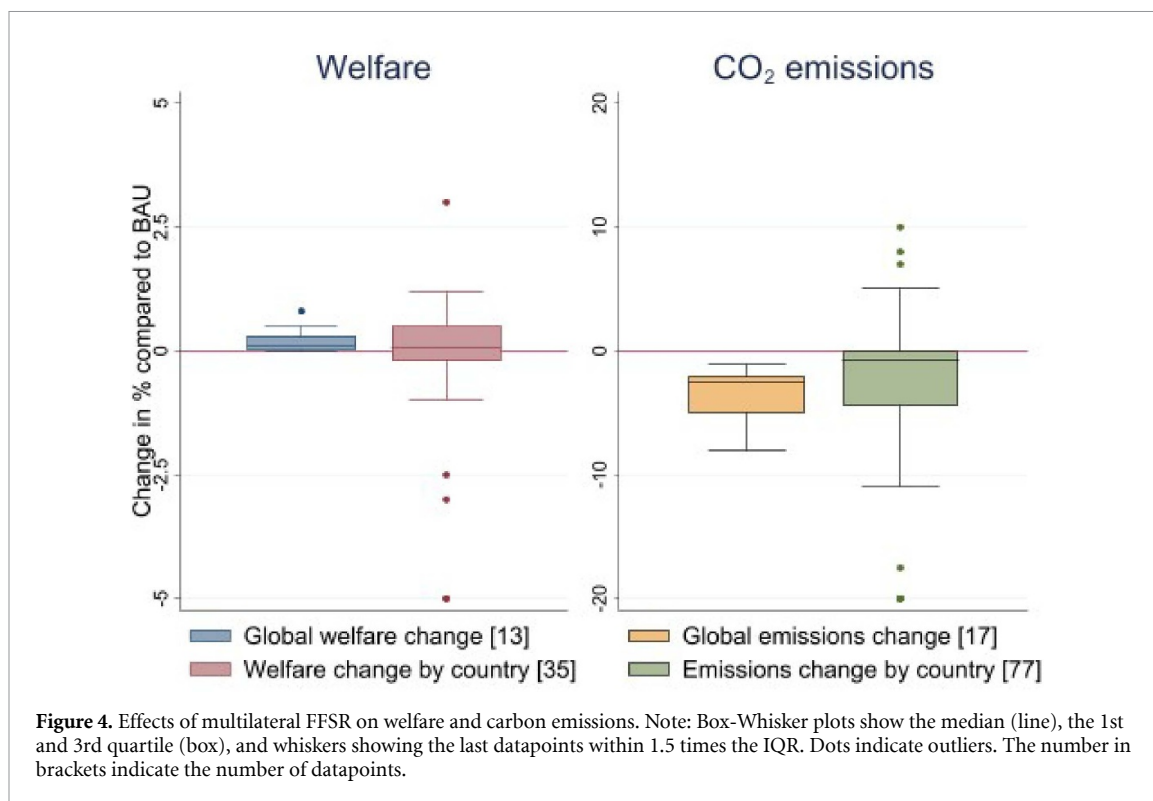 Welfare
CO₂ emissions
Change in % compared to BAU
5
2.5
0
-2.5
-5
20
10
0
-10
-20
Global welfare change [13]
Welfare change by country [35]
Global emissions change [17]
Emissions change by country [77]
Figure 4. Effects of multilateral FFSR on welfare and carbon emissions. Note: Box-Whisker plots show the median (line), the 1st
and 3rd quartile (box), and whiskers showing the last datapoints within 1.5 times the IQR. Dots indicate outliers. The number in
brackets indicate the number of datapoints.